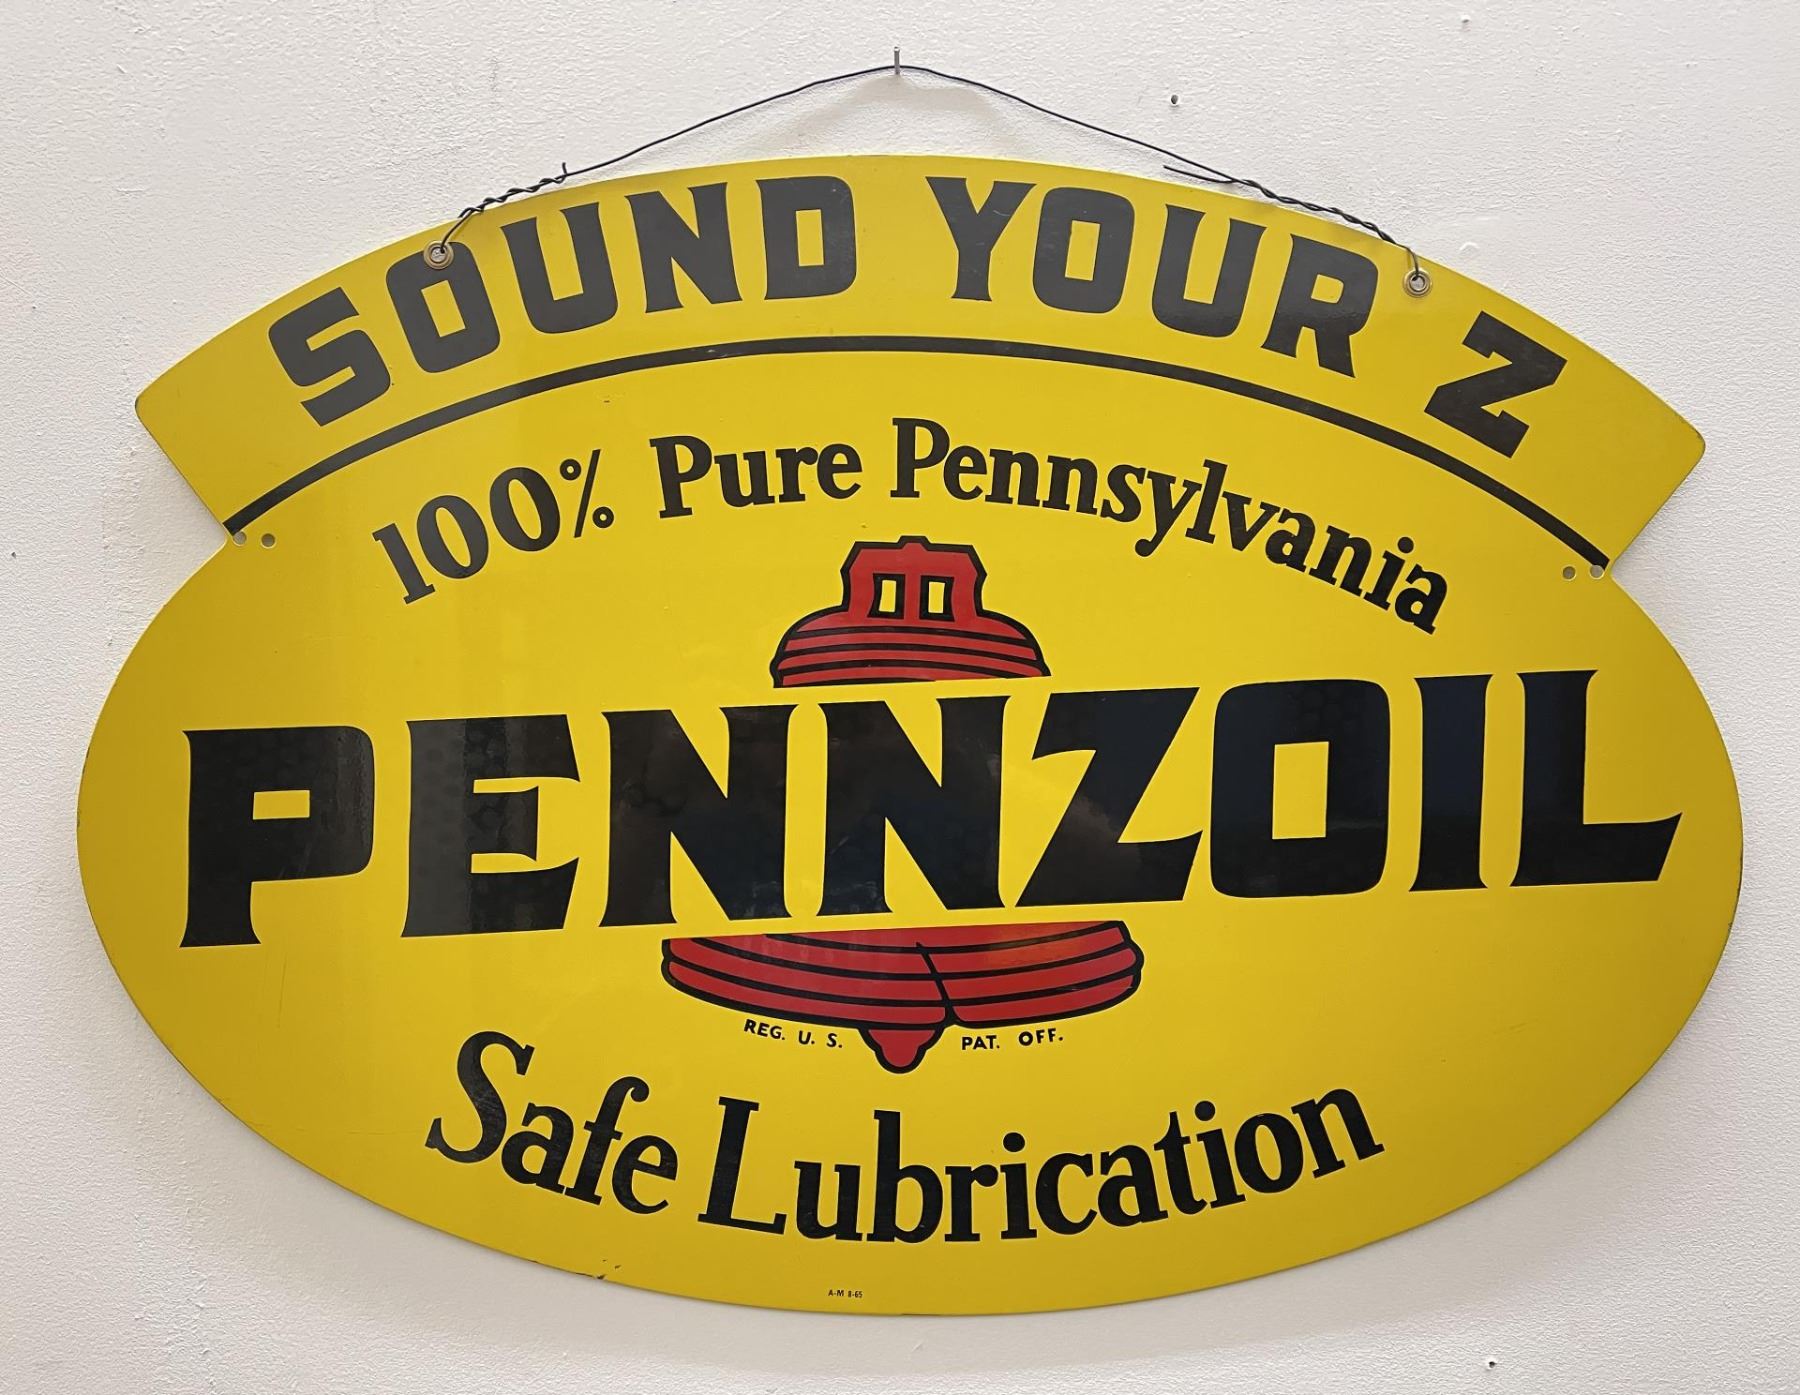 SOUND YOUR Z
100% Pure Pennsylvania
PENNZOIL
REG. U. S. PAT. OFF.
Safe Lubrication
A-M 8-65